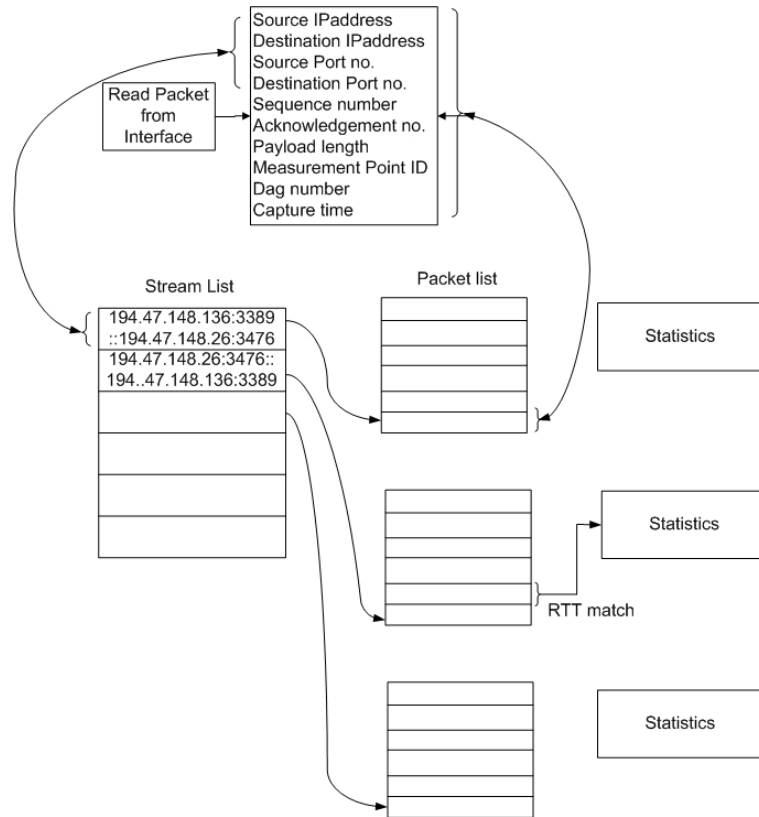 Source IPaddress
Destination IPaddress
Source Port no.
Destination Port no.
Sequence number
Acknowledgement no.
Payload length
Measurement Point ID
Dag number
Capture time
Read Packet
from
Interface
Stream List
194.47.148.136:3389
::194.47.148.26:3476
194.47.148.26:3476::
194..47.148.136:3389
Packet list
Statistics
Statistics
RTT match
Statistics